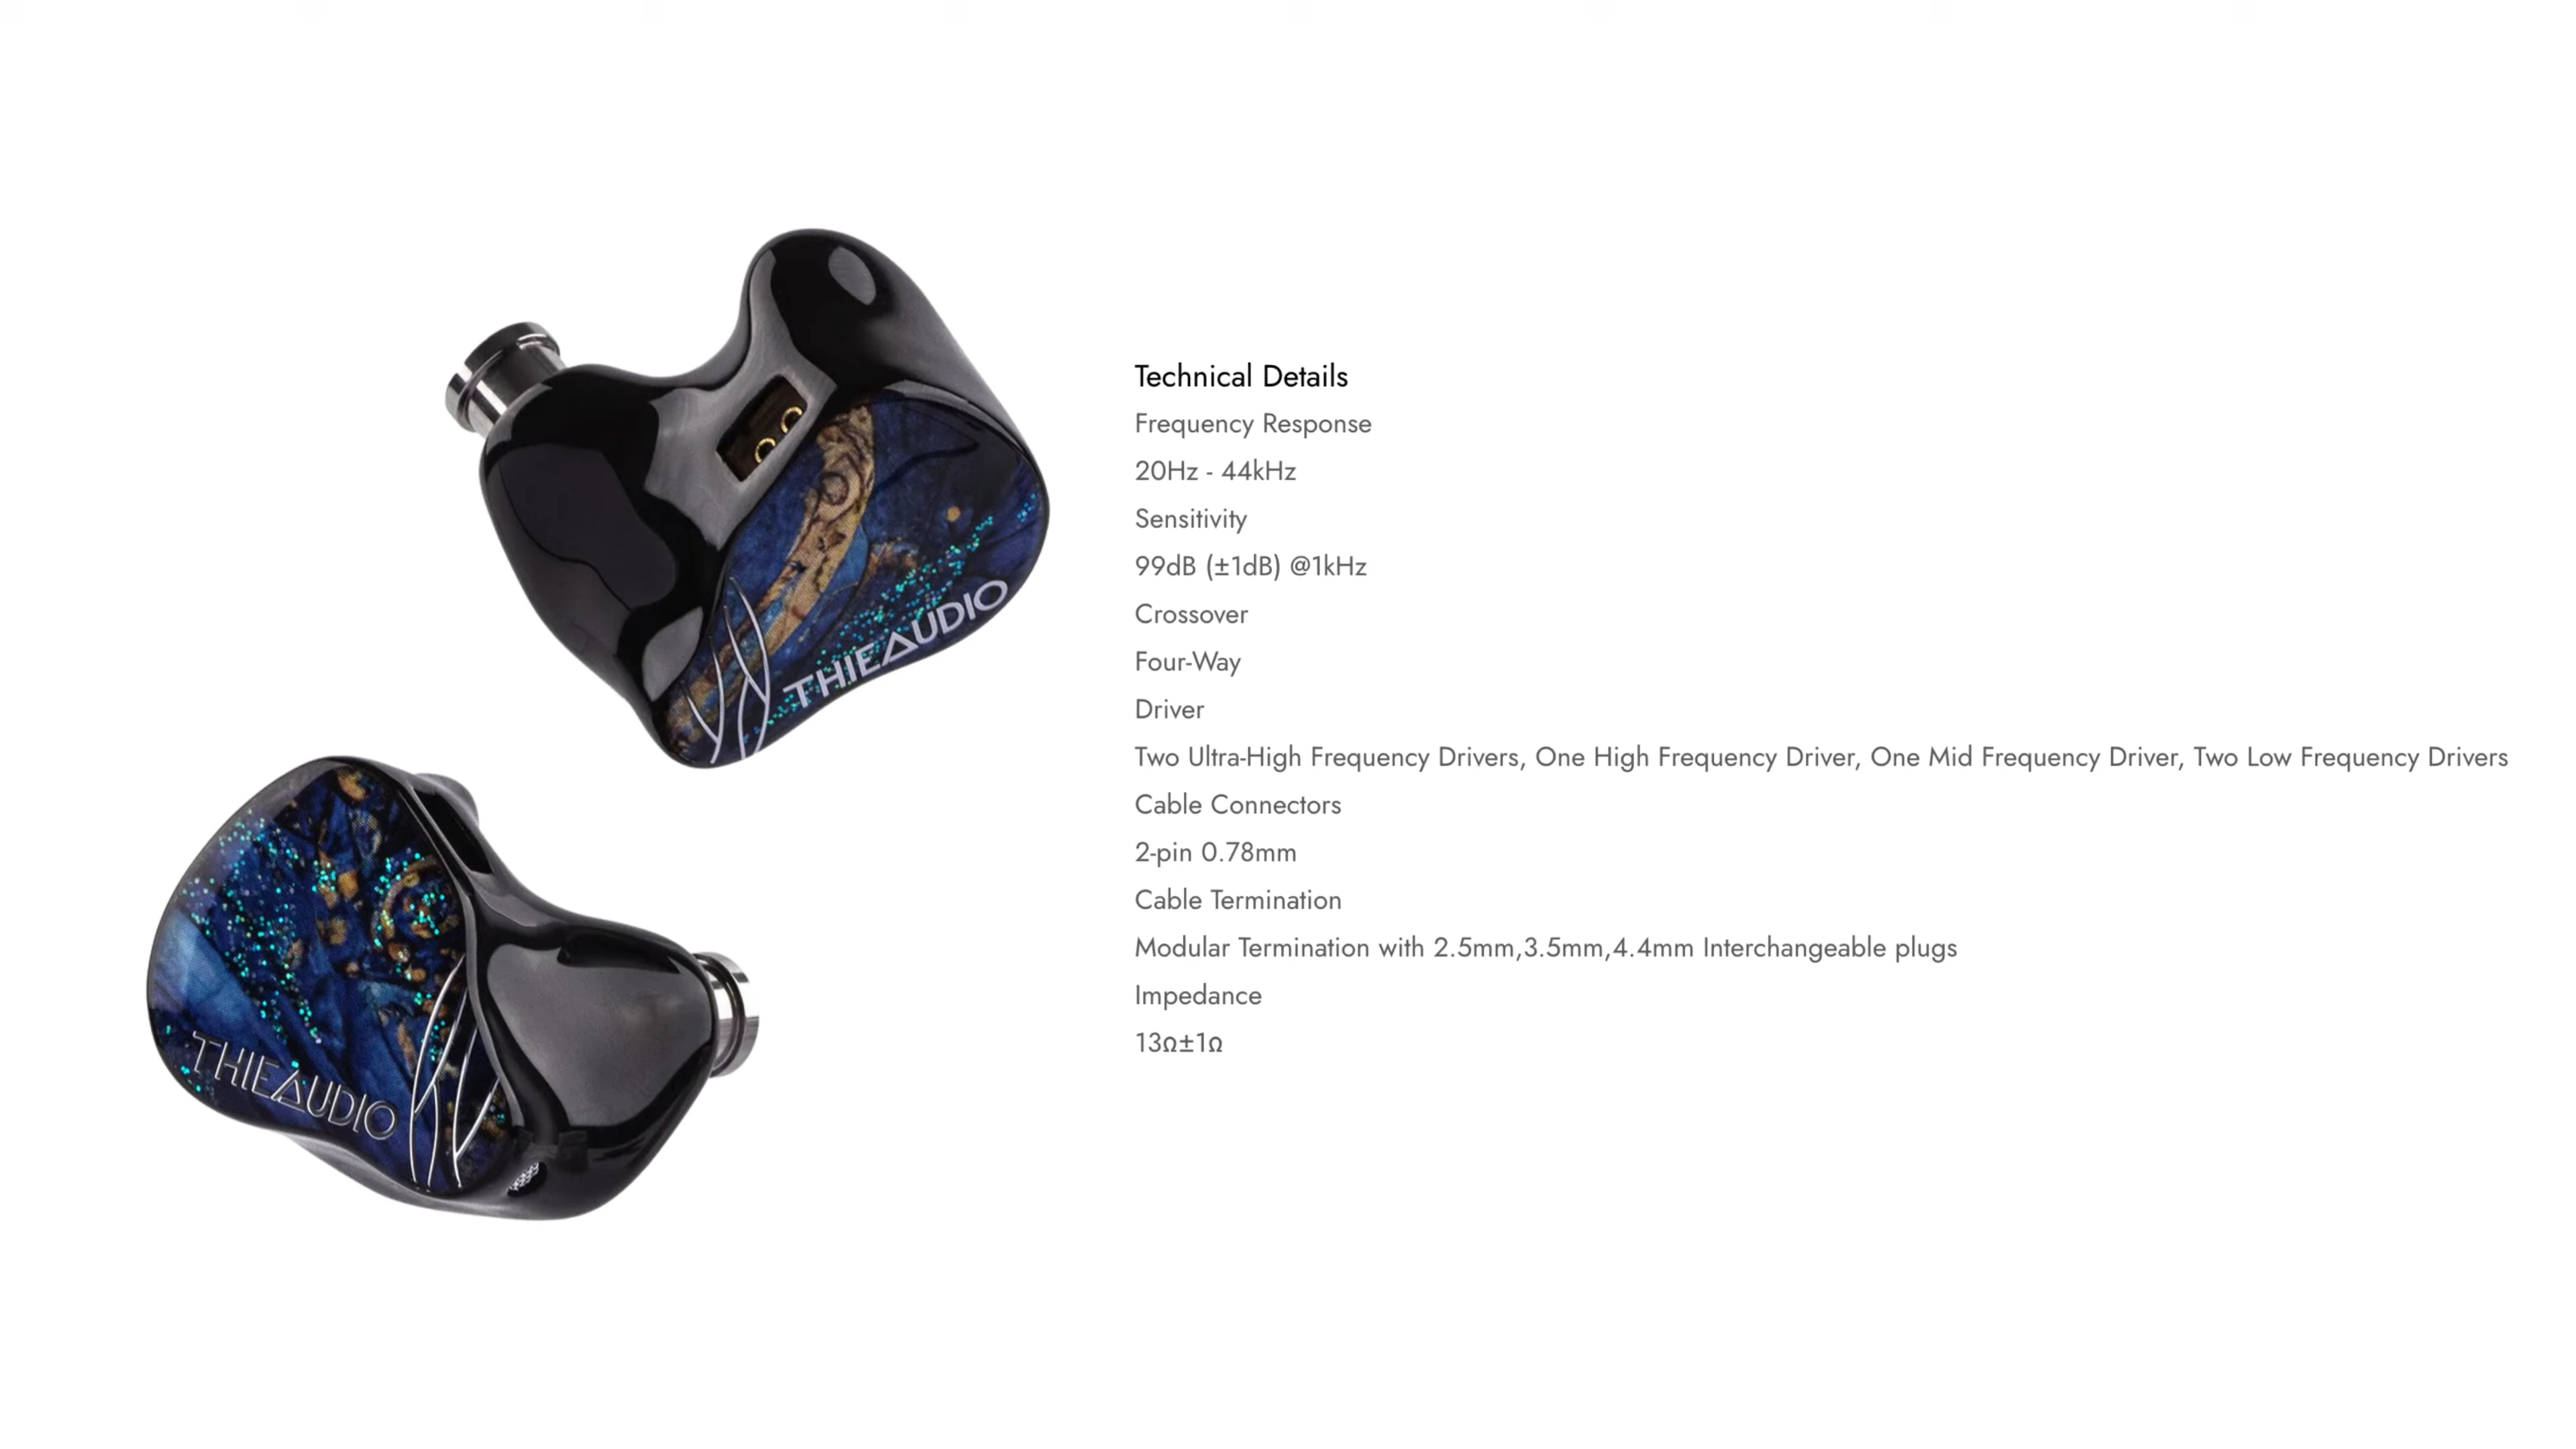 THIEAUDIO
THIEAUDIO
Technical Details
Frequency Response
20Hz - 44kHz
Sensitivity
99dB (±1dB) @1kHz
Crossover
Four-Way
Driver
Two Ultra-High Frequency Drivers, One High Frequency Driver, One Mid Frequency Driver, Two Low Frequency Drivers
Cable Connectors
2-pin 0.78mm
Cable Termination
Modular Termination with 2.5mm,3.5mm,4.4mm Interchangeable plugs
Impedance
13Ω±1Ω